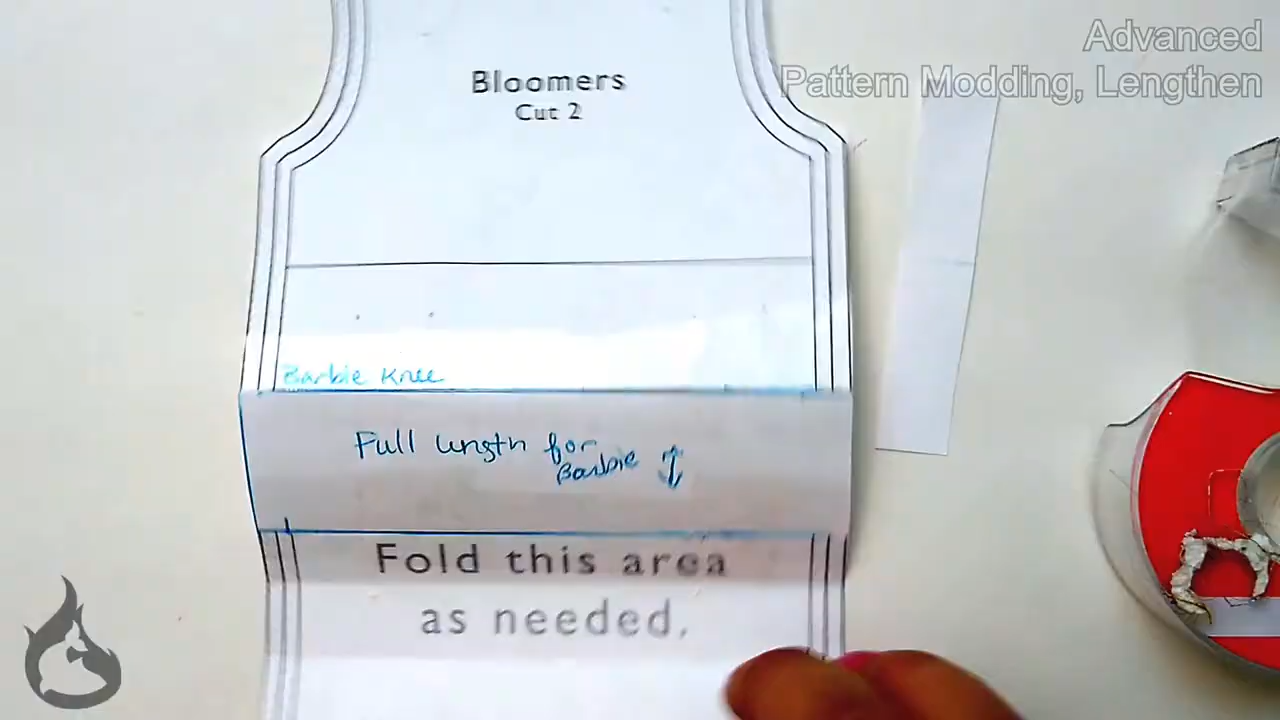 Advanced
Pattern Modding, Lengthen
Bloomers
Cut 2
Barbie Knee
Full length for
Barbie
Fold this area
as needed.